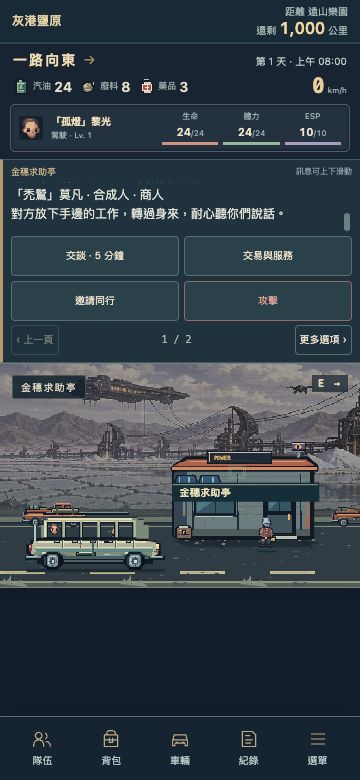 灰港鹽原
距離 遠山樂園
還剩 1,000 公里
一路向東 →
第 1 天 · 上午 08:00
汽油 24 廢料 8 藥品 3
0 km/h
「孤燈」黎光
駕駛 · Lv. 1
生命
24/24
體力
24/24
ESP
10/10
金穗求助亭
訊息可上下滑動
「禿鷲」莫凡 · 合成人 · 商人
對方放下手邊的工作，轉過身來，耐心聽你們說話。
交談 · 5 分鐘
交易與服務
邀請同行
攻擊
‹ 上一頁
1 / 2
更多選項 ›
金穗求助亭
E →
POWER
金穗求助亭
隊伍
背包
車輛
紀錄
選單